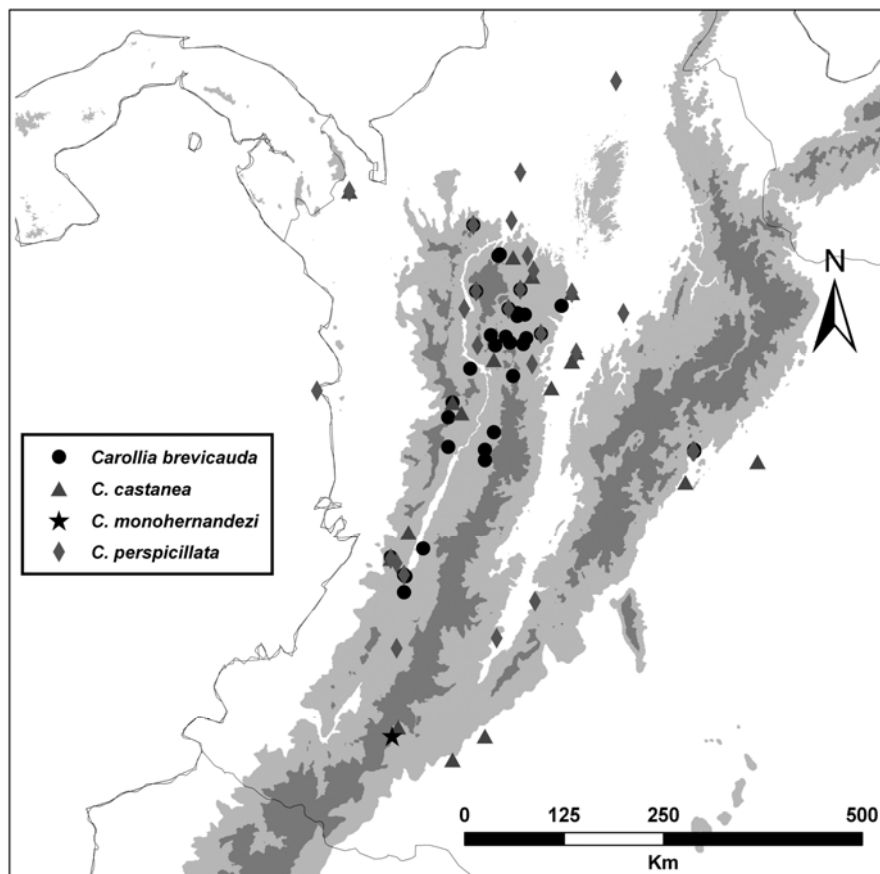 N
Carollia brevicauda
C. castanea
C. monohernandezi
C. perspicillata
0 125 250 500
Km